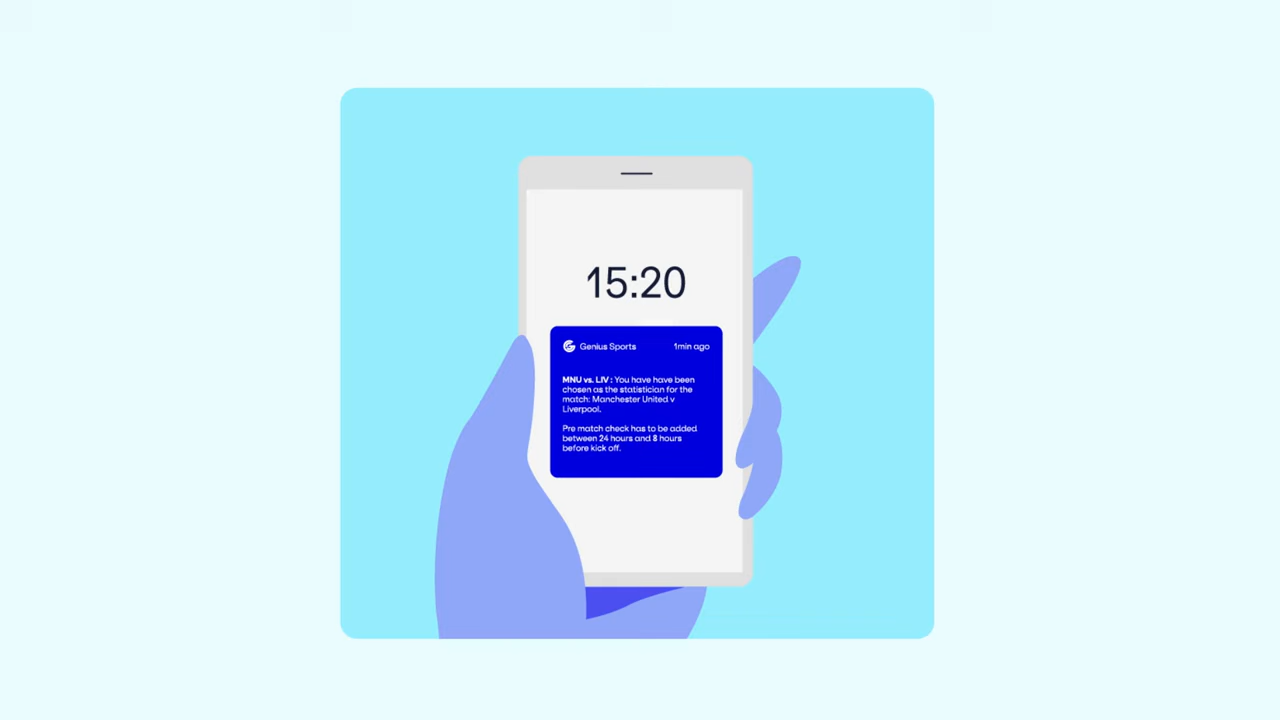 15:20
Genius Sports 1min ago
MNU vs. LIV : You have have been
chosen as the statistician for the
match: Manchester United v
Liverpool.
Pre match check has to be added
between 24 hours and 8 hours
before kick off.